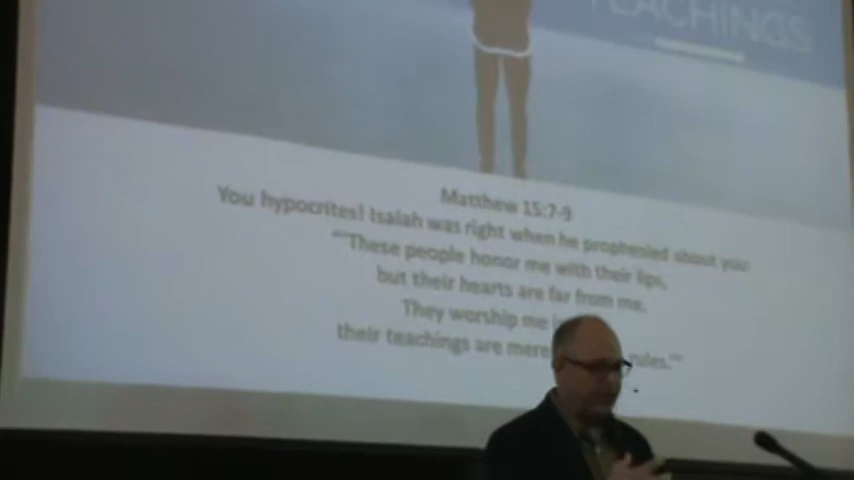 TEACHINGS
Matthew 15:7-9
You hypocrites! Isaiah was right when he prophesied about you:
"'These people honor me with their lips,
but their hearts are far from me.
They worship me
their teachings are mere rules.'"